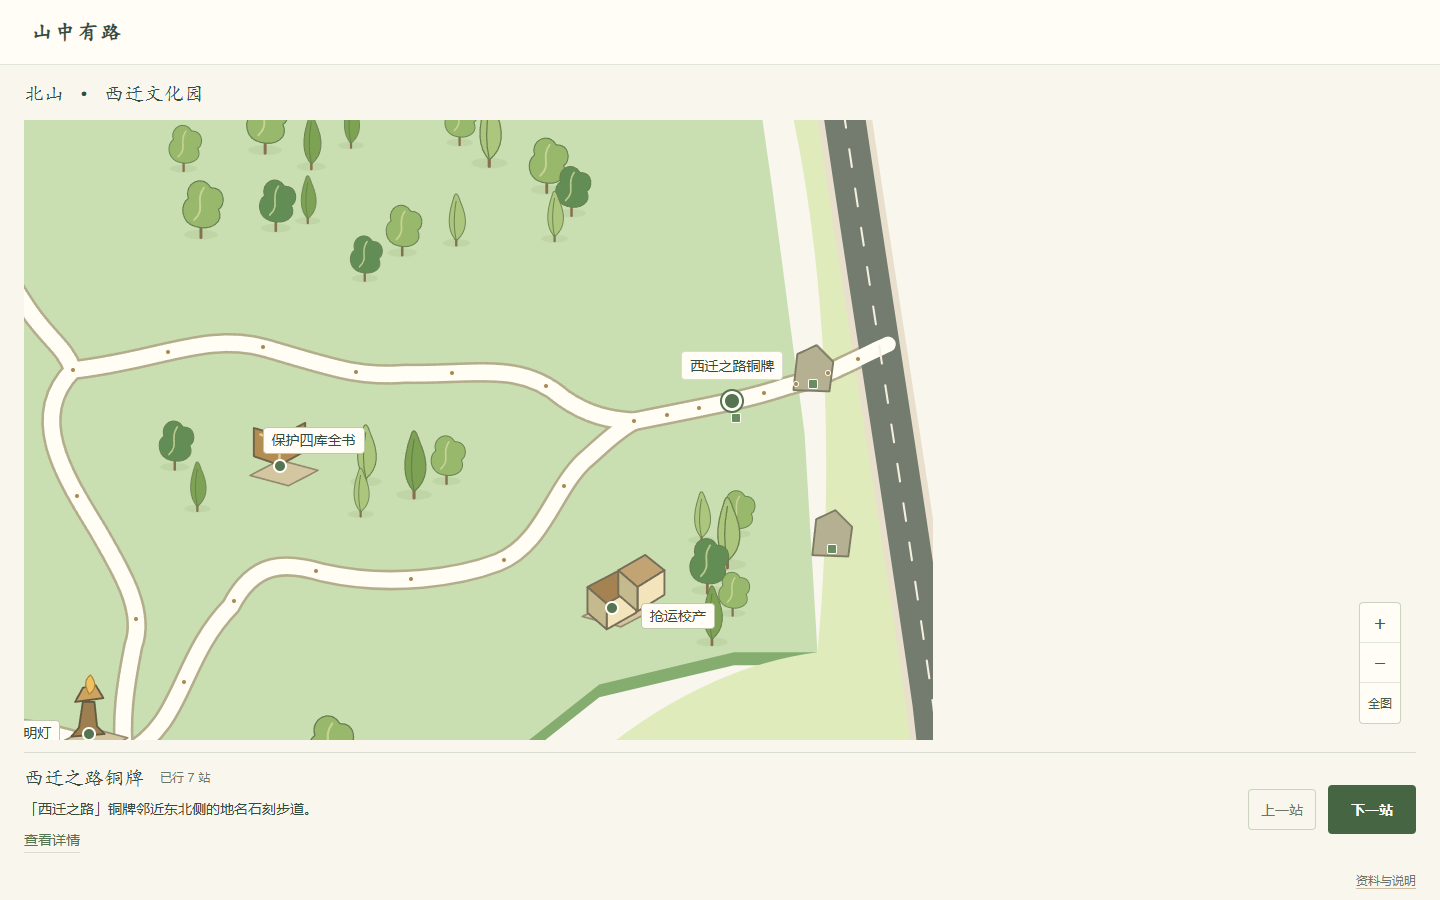 山中有路
北山 • 西迁文化园
西迁之路铜牌
保护四库全书
抢运校产
明灯
+
−
全图
西迁之路铜牌 已行 7 站
「西迁之路」铜牌邻近东北侧的地名石刻步道。
查看详情
上一站
下一站
资料与说明